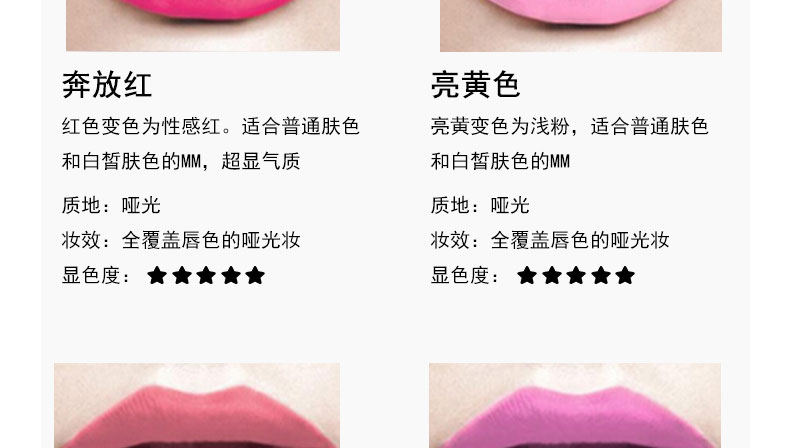 奔放红
红色变色为性感红。适合普通肤色
和白皙肤色的MM，超显气质
质地：哑光
妆效：全覆盖唇色的哑光妆
显色度：★★★★★
亮黄色
亮黄变色为浅粉，适合普通肤色
和白皙肤色的MM
质地：哑光
妆效：全覆盖唇色的哑光妆
显色度：★★★★★